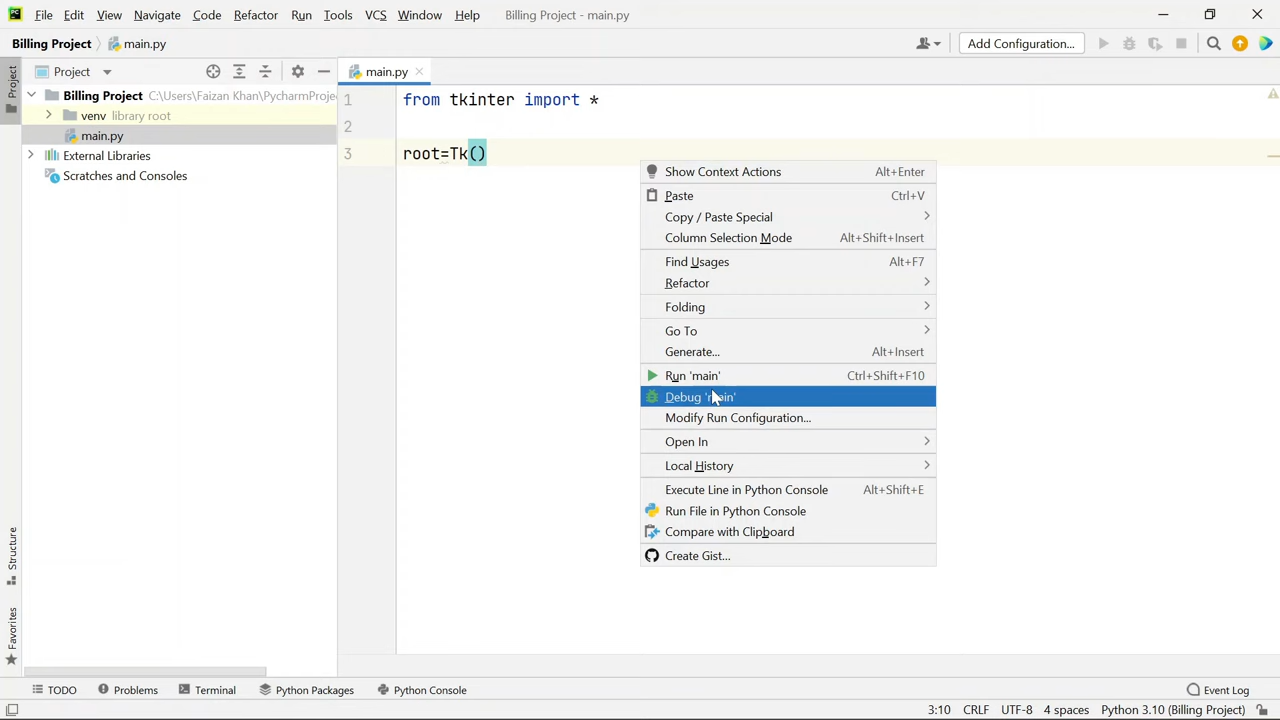 File Edit View Navigate Code Refactor Run Tools VCS Window Help Billing Project - main.py
Billing Project main.py Add Configuration...
Project
Project
main.py
Billing Project C:\Users\Faizan Khan\PycharmProje
venv library root
main.py
External Libraries
Scratches and Consoles
1 from tkinter import *
2
3 root=Tk()
Show Context Actions Alt+Enter
Paste Ctrl+V
Copy / Paste Special
Column Selection Mode Alt+Shift+Insert
Find Usages Alt+F7
Refactor
Folding
Go To
Generate... Alt+Insert
Run 'main' Ctrl+Shift+F10
Debug 'main'
Modify Run Configuration...
Open In
Local History
Execute Line in Python Console Alt+Shift+E
Run File in Python Console
Compare with Clipboard
Create Gist...
Structure
Favorites
TODO Problems Terminal Python Packages Python Console Event Log
3:10 CRLF UTF-8 4 spaces Python 3.10 (Billing Project)